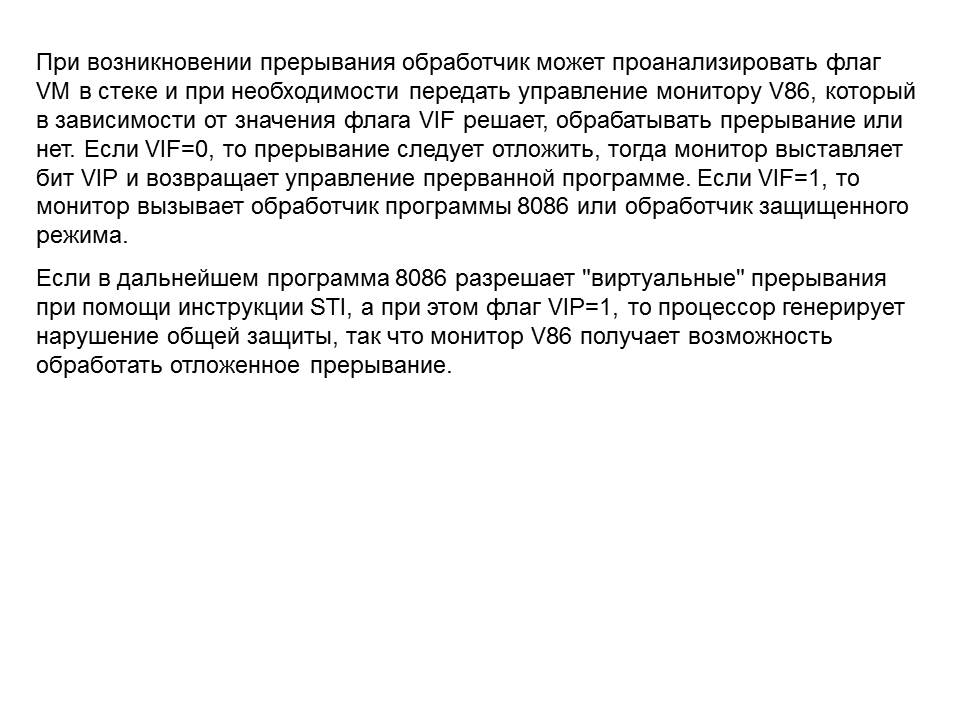 При возникновении прерывания обработчик может проанализировать флаг
VM в стеке и при необходимости передать управление монитору V86, который
в зависимости от значения флага VIF решает, обрабатывать прерывание или
нет. Если VIF=0, то прерывание следует отложить, тогда монитор выставляет
бит VIP и возвращает управление прерванной программе. Если VIF=1, то
монитор вызывает обработчик программы 8086 или обработчик защищенного
режима.
Если в дальнейшем программа 8086 разрешает "виртуальные" прерывания
при помощи инструкции STI, а при этом флаг VIP=1, то процессор генерирует
нарушение общей защиты, так что монитор V86 получает возможность
обработать отложенное прерывание.